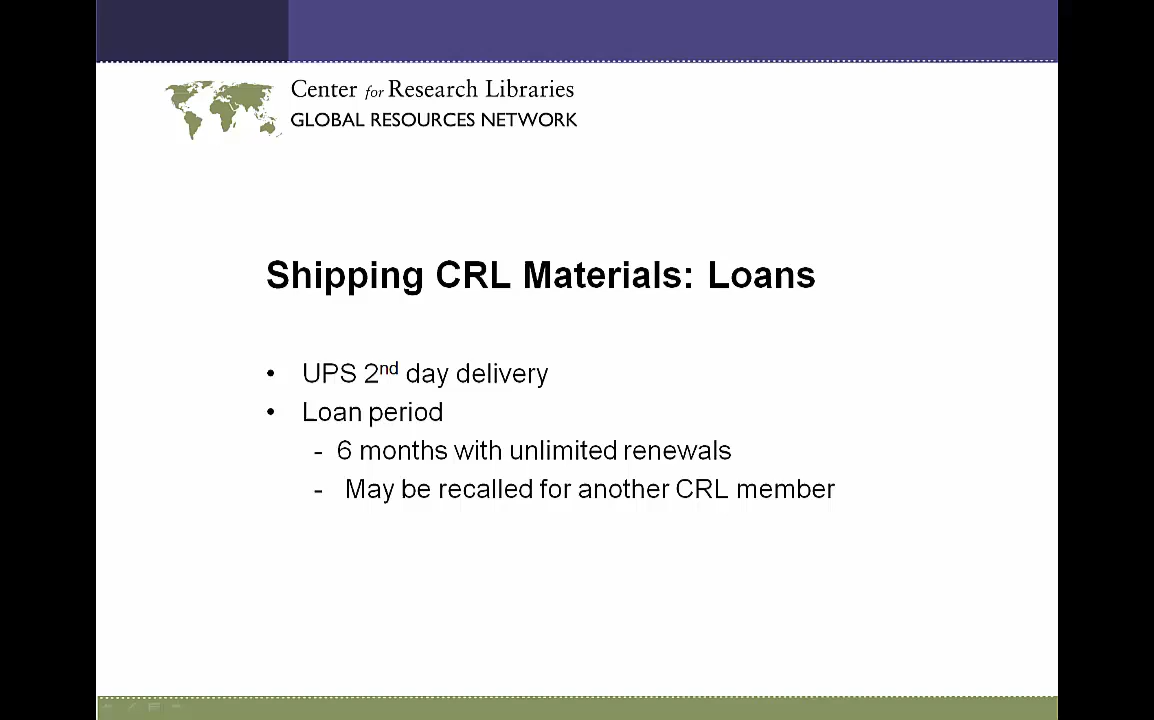 Center for Research Libraries
GLOBAL RESOURCES NETWORK
Shipping CRL Materials: Loans
• UPS 2nd day delivery
• Loan period
- 6 months with unlimited renewals
- May be recalled for another CRL member